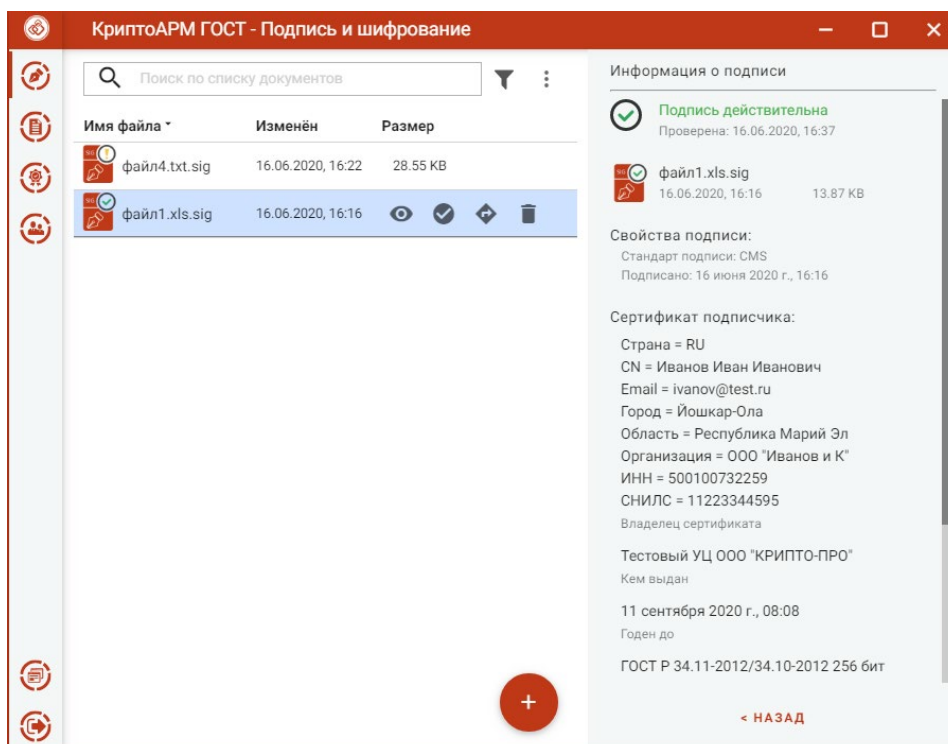 КриптоАРМ ГОСТ - Подпись и шифрование
Поиск по списку документов
Имя файла Изменён Размер
файл4.txt.sig 16.06.2020, 16:22 28.55 KB
файл1.xls.sig 16.06.2020, 16:16
+
Информация о подписи
Подпись действительна
Проверена: 16.06.2020, 16:37
файл1.xls.sig
16.06.2020, 16:16 13.87 KB
Свойства подписи:
Стандарт подписи: CMS
Подписано: 16 июня 2020 г., 16:16
Сертификат подписчика:
Страна = RU
CN = Иванов Иван Иванович
Email = ivanov@test.ru
Город = Йошкар-Ола
Область = Республика Марий Эл
Организация = ООО "Иванов и К"
ИНН = 500100732259
СНИЛС = 11223344595
Владелец сертификата
Тестовый УЦ ООО "КРИПТО-ПРО"
Кем выдан
11 сентября 2020 г., 08:08
Годен до
ГОСТ Р 34.11-2012/34.10-2012 256 бит
< НАЗАД